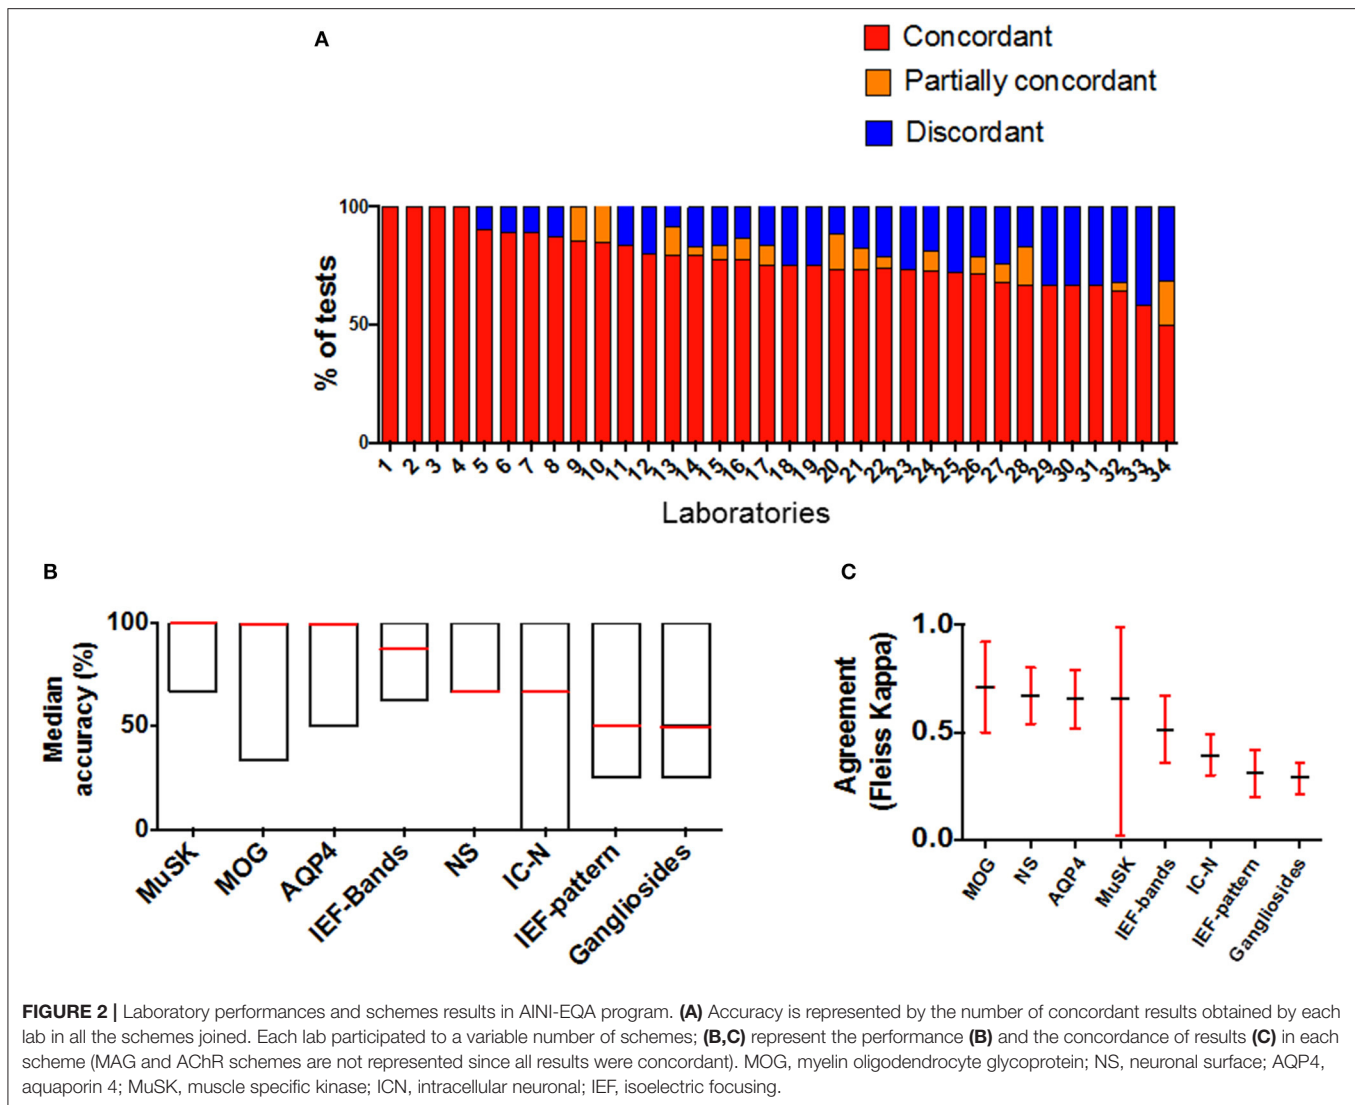 A
Concordant
Partially concordant
Discordant
% of tests
100
50
0
1 2 3 4 5 6 7 8 9 10 11 12 13 14 15 16 17 18 19 20 21 22 23 24 25 26 27 28 29 30 31 32 33 34
Laboratories
B
Median
accuracy (%)
100
50
0
MuSK MOG AQP4 IEF-Bands NS IC-N IEF-pattern Gangliosides
C
Agreement
(Fleiss Kappa)
1.0
0.5
0.0
MOG NS AQP4 MuSK IEF-bands IC-N IEF-pattern Gangliosides
FIGURE 2 | Laboratory performances and schemes results in AINI-EQA program. (A) Accuracy is represented by the number of concordant results obtained by each
lab in all the schemes joined. Each lab participated to a variable number of schemes; (B,C) represent the performance (B) and the concordance of results (C) in each
scheme (MAG and AChR schemes are not represented since all results were concordant). MOG, myelin oligodendrocyte glycoprotein; NS, neuronal surface; AQP4,
aquaporin 4; MuSK, muscle specific kinase; ICN, intracellular neuronal; IEF, isoelectric focusing.